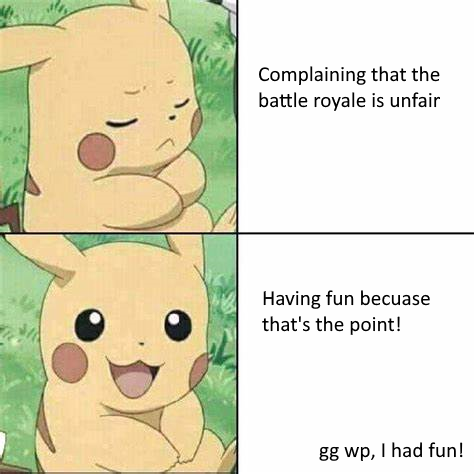 Complaining that the
battle royale is unfair
Having fun becuase
that's the point!
gg wp, I had fun!